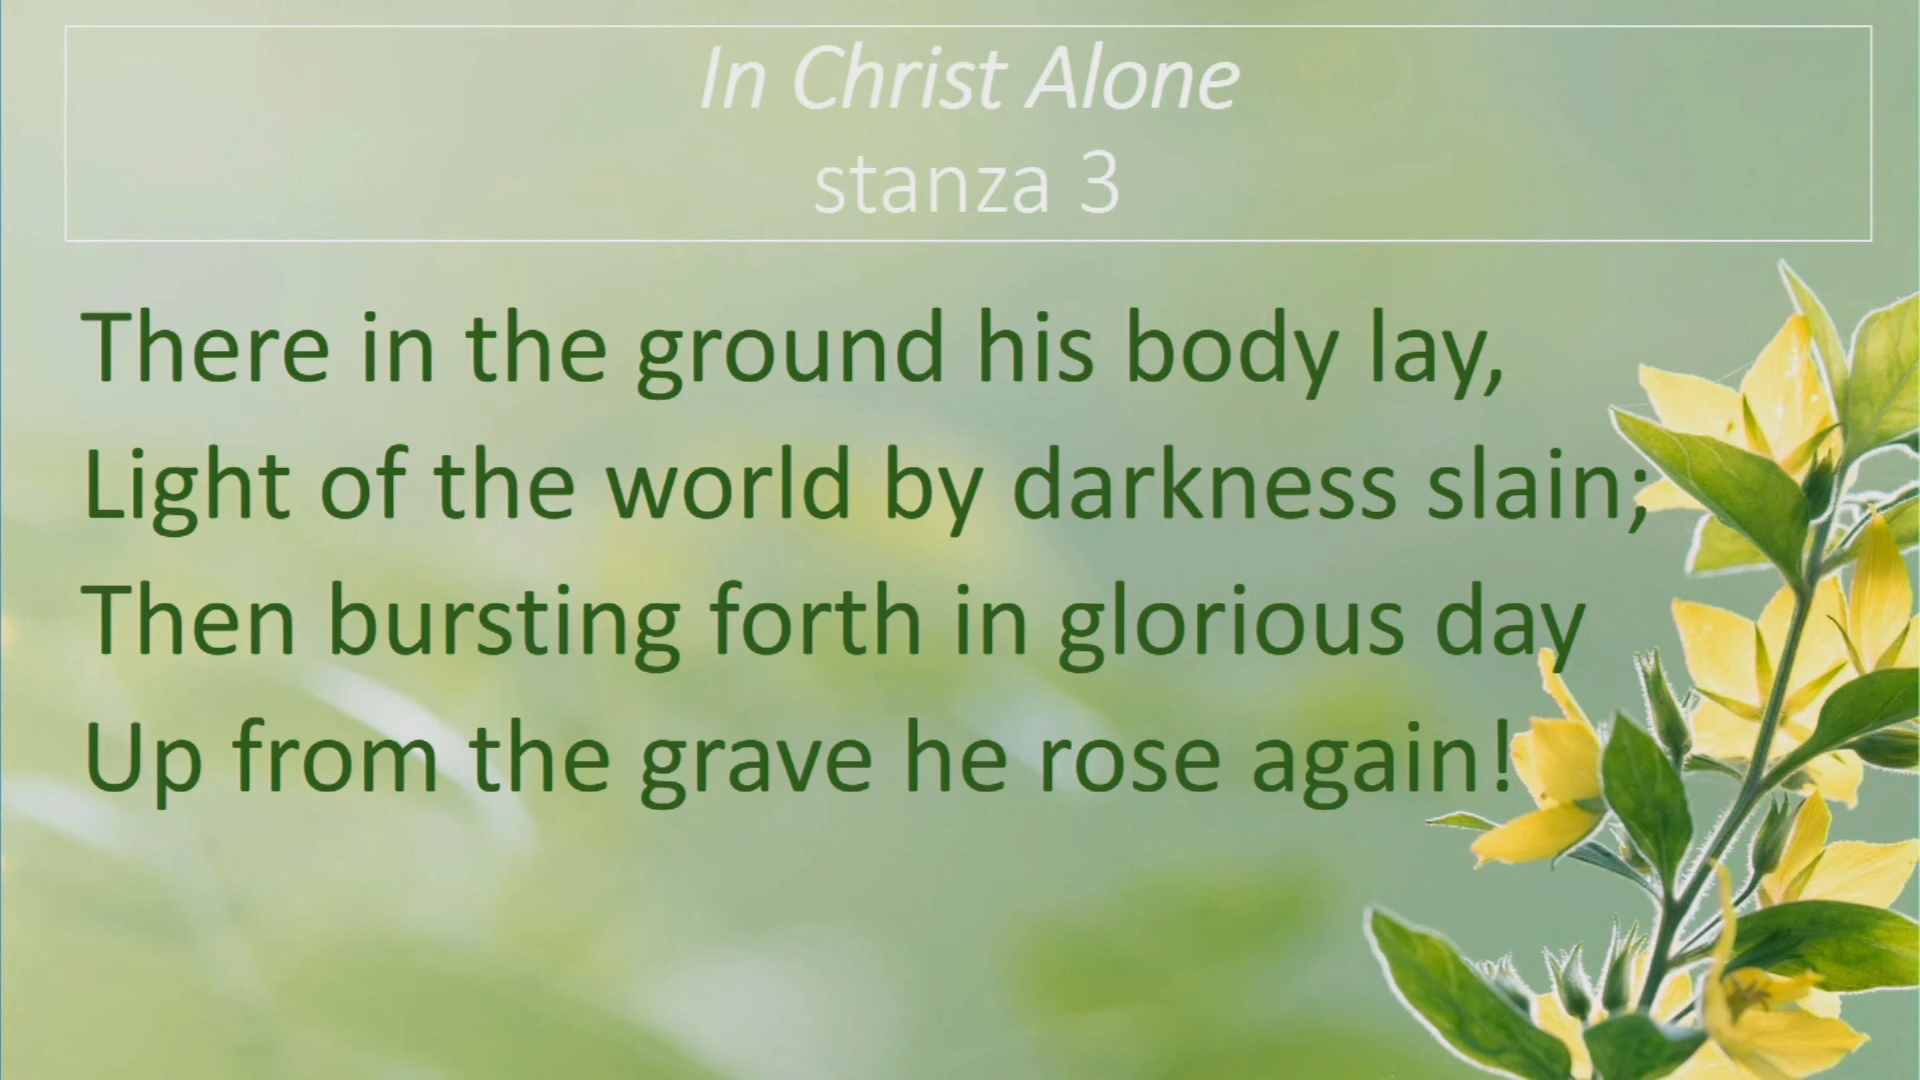 In Christ Alone
stanza 3
There in the ground his body lay,
Light of the world by darkness slain;
Then bursting forth in glorious day
Up from the grave he rose again!